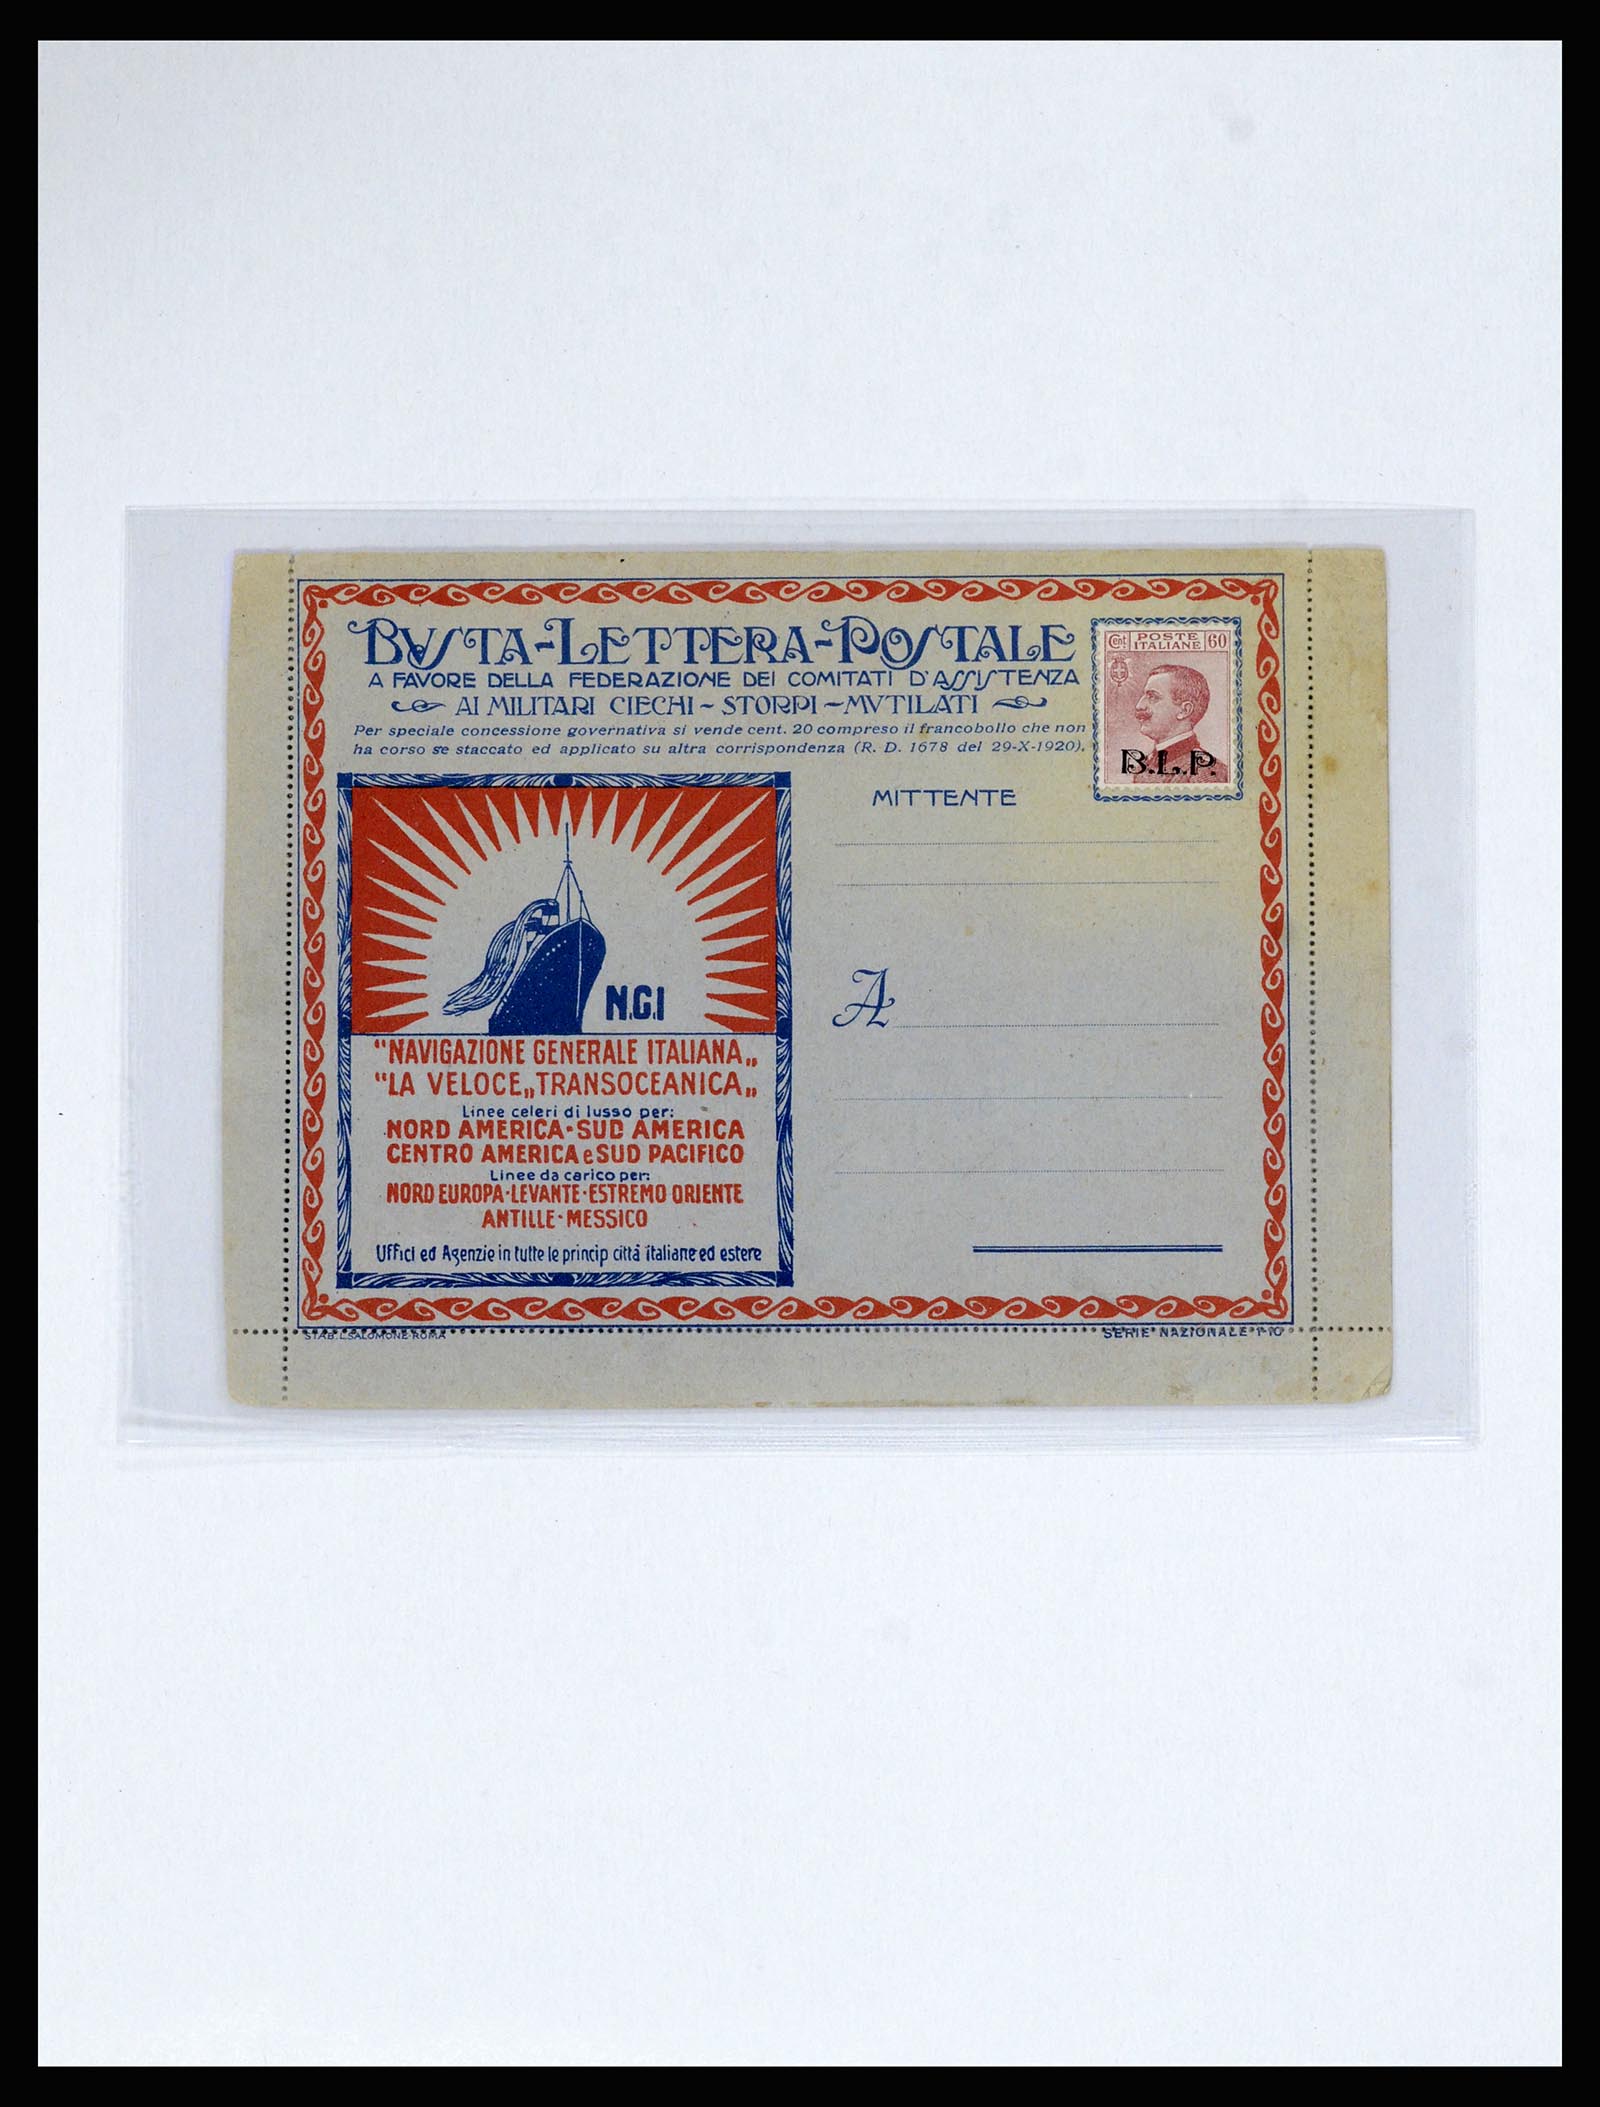 BVSTA-LETTERA-POSTALE
A FAVORE DELLA FEDERAZIONE DEI COMITATI D'ASSISTENZA
AI MILITARI CIECHI - STORPI - MVTILATI
Per speciale concessione governativa si vende cent. 20 compreso il francobollo che non
ha corso se staccato ed applicato su altra corrispondenza (R. D. 1678 del 29-X-1920).
Cent POSTE ITALIANE 60
B.L.P.
MITTENTE
A
N.G.I
"NAVIGAZIONE GENERALE ITALIANA„
"LA VELOCE„ TRANSOCEANICA„
Linee celeri di lusso per:
NORD AMERICA·SUD AMERICA
CENTRO AMERICA e SUD PACIFICO
Linee da carico per:
NORD EUROPA·LEVANTE·ESTREMO ORIENTE
ANTILLE·MESSICO
Uffici ed Agenzie in tutte le princip città italiane ed estere
STAB. L. SALOMONE·ROMA
SERIE NAZIONALE